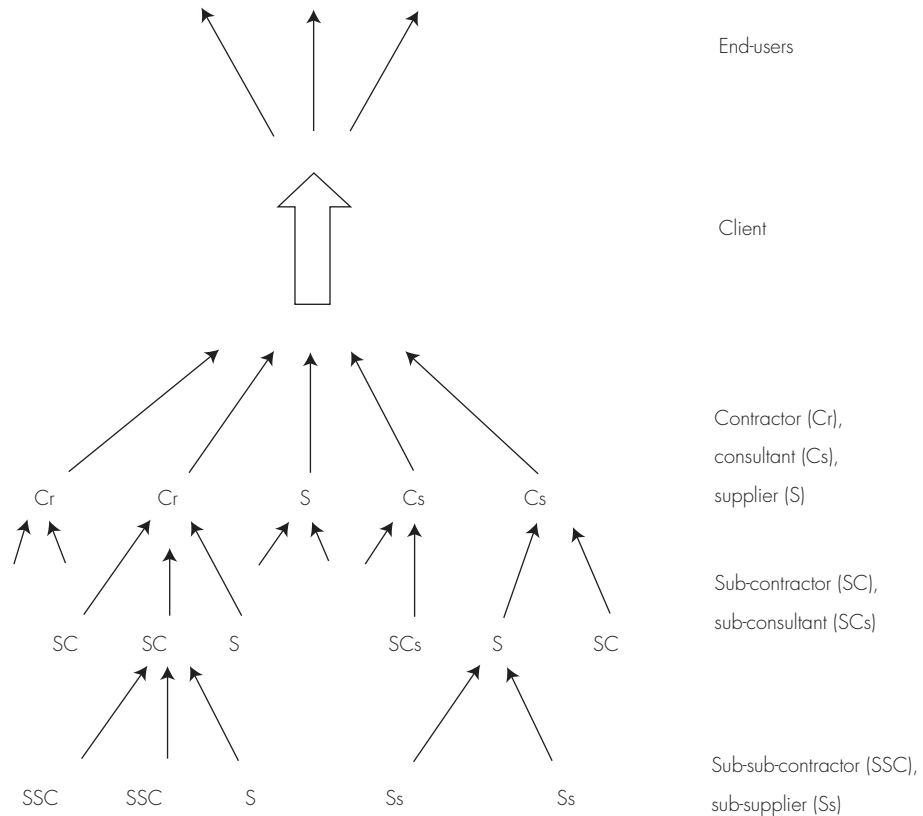 End-users
Client
Contractor (Cr),
consultant (Cs),
supplier (S)
Cr Cr S Cs Cs
Sub-contractor (SC),
sub-consultant (SCs)
SC SC S SCs S SC
Sub-sub-contractor (SSC),
sub-supplier (Ss)
SSC SSC S Ss Ss